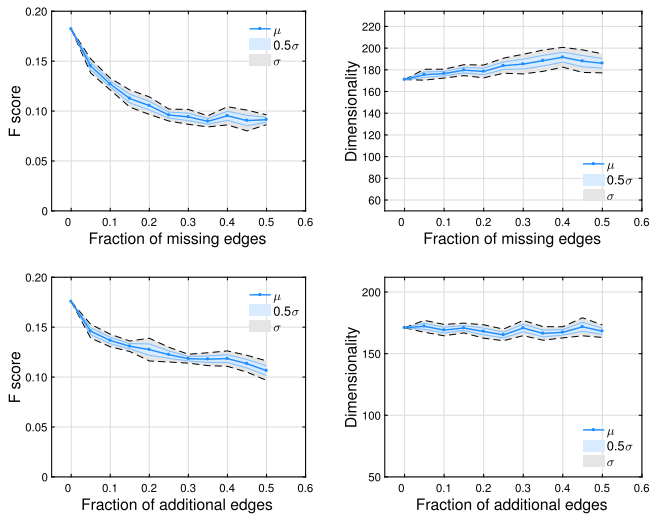 0.20
0.15
0.10
0.05
0
F score
μ
0.5σ
σ
0 0.1 0.2 0.3 0.4 0.5 0.6
Fraction of missing edges
220
200
180
160
140
120
100
80
60
Dimensionality
μ
0.5σ
σ
0 0.1 0.2 0.3 0.4 0.5 0.6
Fraction of missing edges
0.20
0.15
0.10
0.05
0
F score
μ
0.5σ
σ
0 0.1 0.2 0.3 0.4 0.5 0.6
Fraction of additional edges
200
150
100
50
Dimensionality
μ
0.5σ
σ
0 0.1 0.2 0.3 0.4 0.5 0.6
Fraction of additional edges